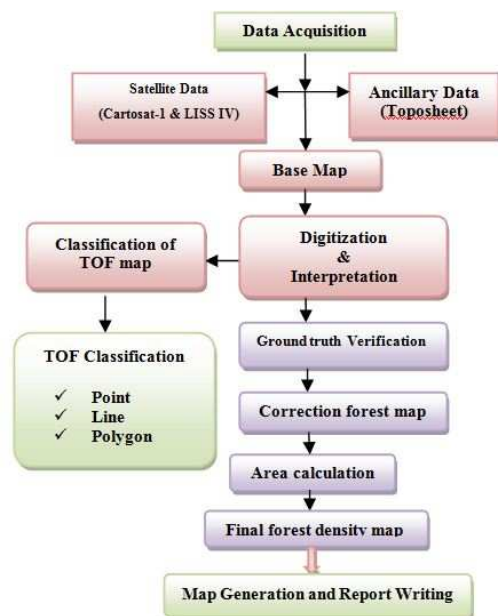 Data Acquisition
Satellite Data
(Cartosat-1 & LISS IV)
Ancillary Data
(Toposheet)
Base Map
Classification of
TOF map
Digitization
&
Interpretation
TOF Classification
✓ Point
✓ Line
✓ Polygon
Ground truth Verification
Correction forest map
Area calculation
Final forest density map
Map Generation and Report Writing